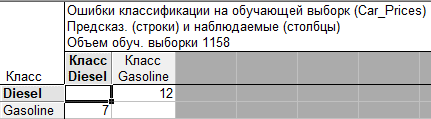 Ошибки классификации на обучающей выборк (Car_Prices)
Предсказ. (строки) и наблюдаемые (столбцы)
Объем обуч. выборки 1158
Класс Класс Diesel Класс Gasoline
Diesel 12
Gasoline 7